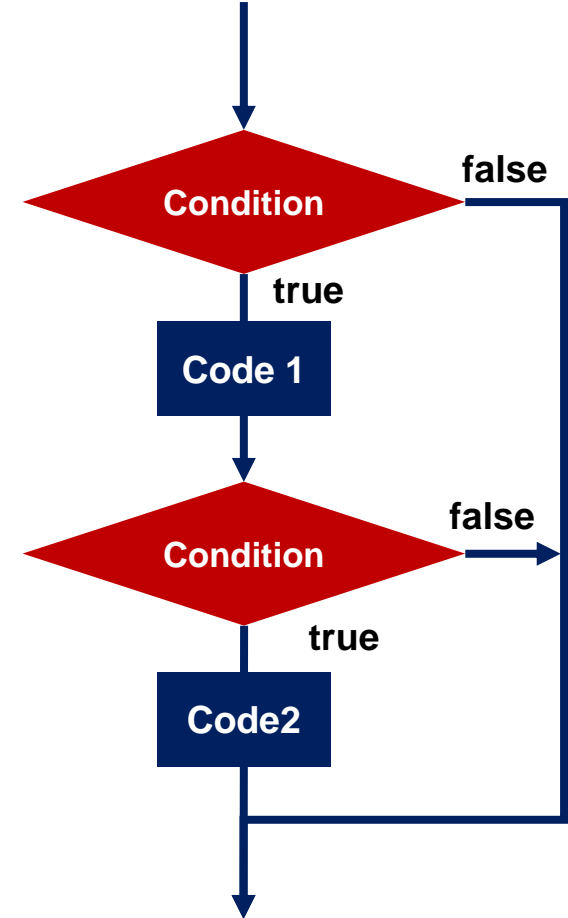 Condition
false
true
Code 1
Condition
false
true
Code2